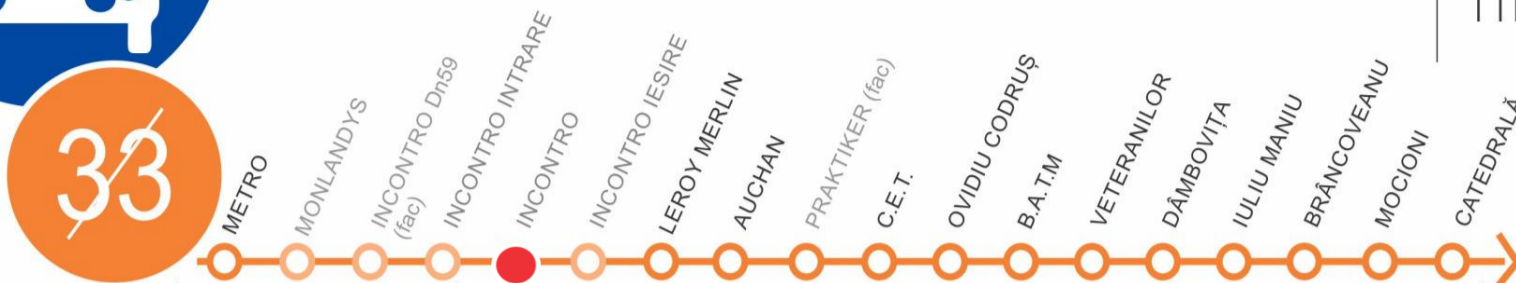 33
METRO
MONLANDYS
INCONTRO Dn59
(fac)
INCONTRO INTRARE
INCONTRO
INCONTRO IESIRE
LEROY MERLIN
AUCHAN
PRAKTIKER (fac)
C.E.T.
OVIDIU CODRUȘ
B.A.T.M
VETERANILOR
DÂMBOVIȚA
IULIU MANIU
BRÂNCOVEANU
MOCIONI
CATEDRALĂ